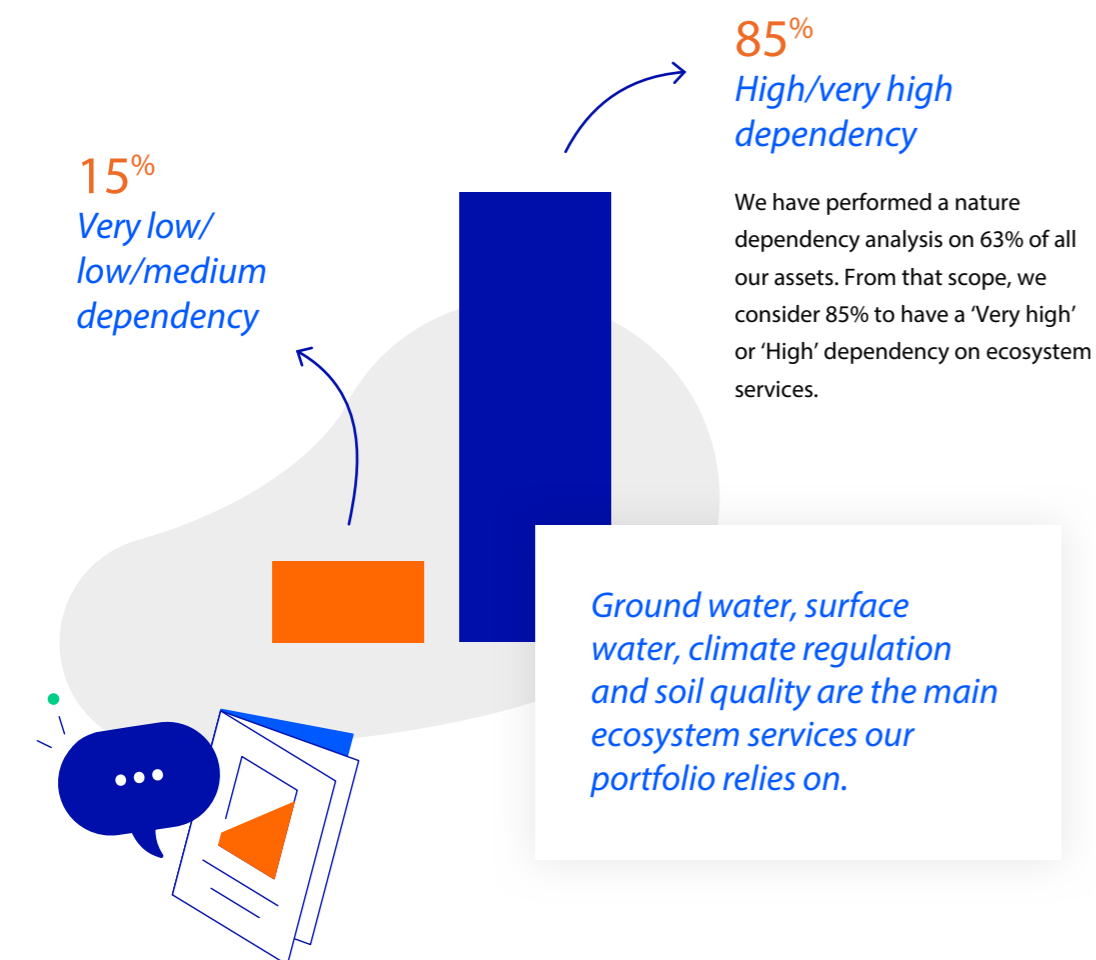 15%
Very low/
low/medium
dependency
85%
High/very high
dependency
We have performed a nature
dependency analysis on 63% of all
our assets. From that scope, we
consider 85% to have a ‘Very high’
or ‘High’ dependency on ecosystem
services.
Ground water, surface
water, climate regulation
and soil quality are the main
ecosystem services our
portfolio relies on.